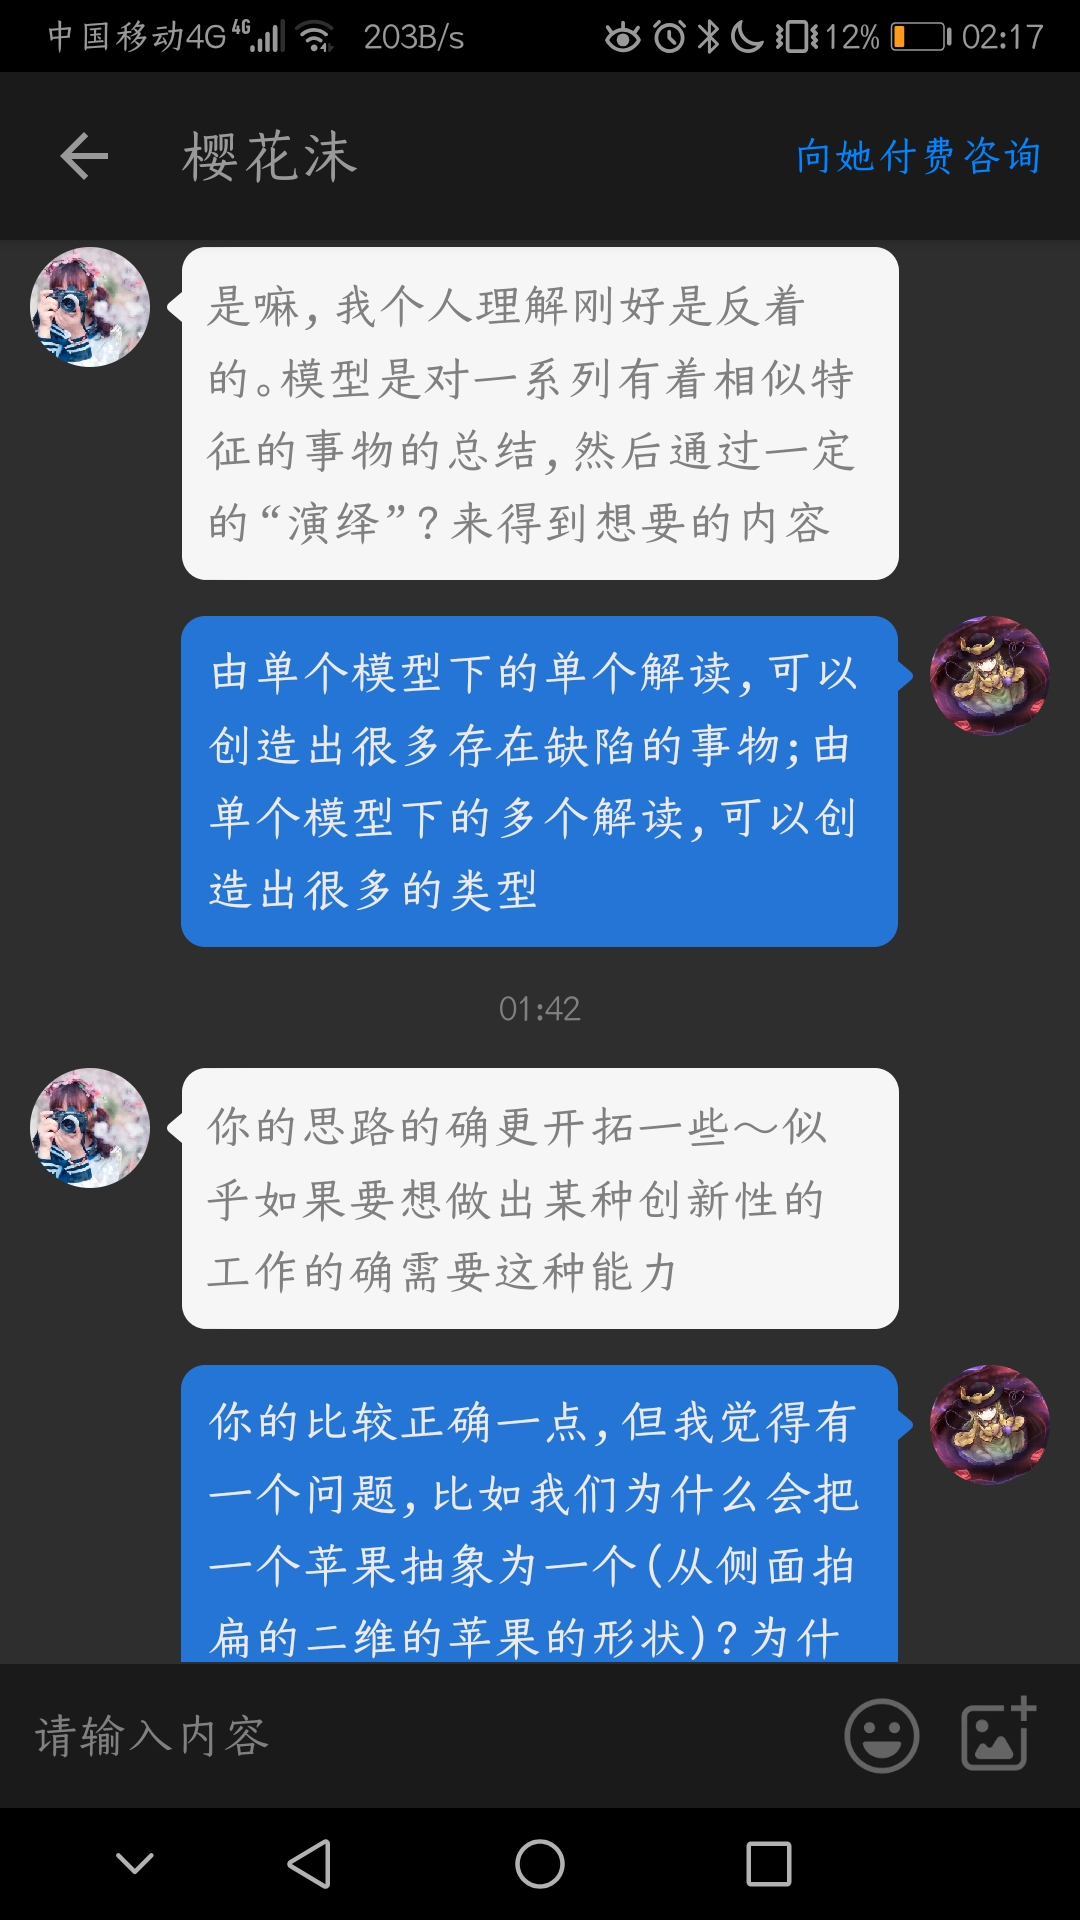 中国移动4G 4G 203B/s 12% 02:17
樱花沫 向她付费咨询
是嘛,我个人理解刚好是反着
的。模型是对一系列有着相似特
征的事物的总结,然后通过一定
的“演绎”?来得到想要的内容
由单个模型下的单个解读,可以
创造出很多存在缺陷的事物;由
单个模型下的多个解读,可以创
造出很多的类型
01:42
你的思路的确更开拓一些～似
乎如果要想做出某种创新性的
工作的确需要这种能力
你的比较正确一点,但我觉得有
一个问题,比如我们为什么会把
一个苹果抽象为一个(从侧面拍
扁的二维的苹果的形状)?为什
请输入内容